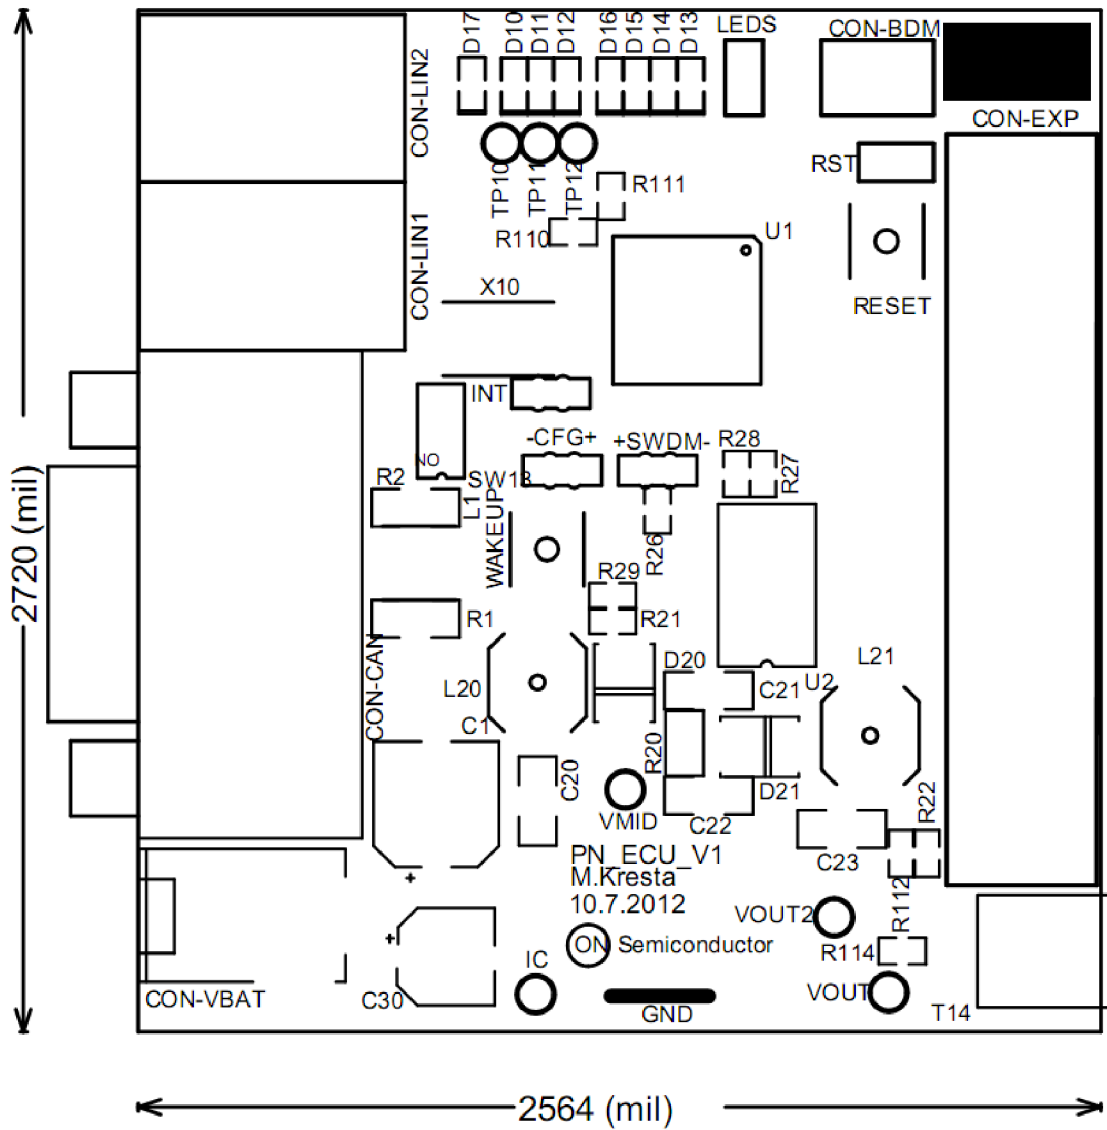 D17
D10
D11
D12
D16
D15
D14
D13
LEDS
CON-BDM
CON-EXP
CON-LIN2
TP10
TP11
TP12
R111
R110
RST
U1
CON-LIN1
X10
RESET
INT
-CFG+
+SWDM-
R28
R27
NO
R2
SW13
L1
WAKEUP
R26
R29
R1
R21
2720 (mil)
CON-CAN
L20
D20
C21
U2
L21
C1
R20
C20
D21
R22
VMID
C22
C23
PN_ECU_V1
M.Kresta
10.7.2012
R112
VOUT2
ON Semiconductor
R114
IC
CON-VBAT
C30
GND
VOUT
T14
2564 (mil)